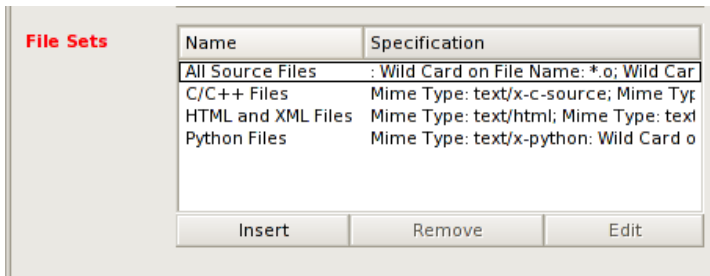 File Sets
Name Specification
All Source Files : Wild Card on File Name: *.o; Wild Car
C/C++ Files Mime Type: text/x-c-source; Mime Typ
HTML and XML Files Mime Type: text/html; Mime Type: text
Python Files Mime Type: text/x-python: Wild Card o
Insert Remove Edit